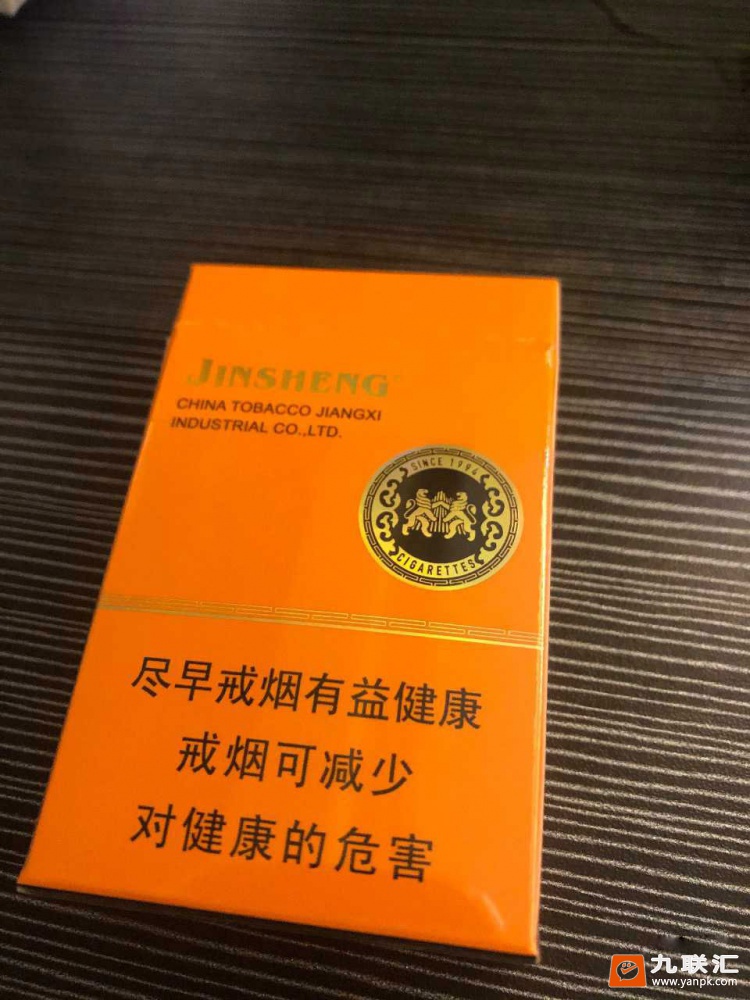 JINSHENG
CHINA TOBACCO JIANGXI
INDUSTRIAL CO.,LTD.
SINCE 1994
CIGARETTES
尽早戒烟有益健康
戒烟可减少
对健康的危害
九联汇
www.yanpk.com